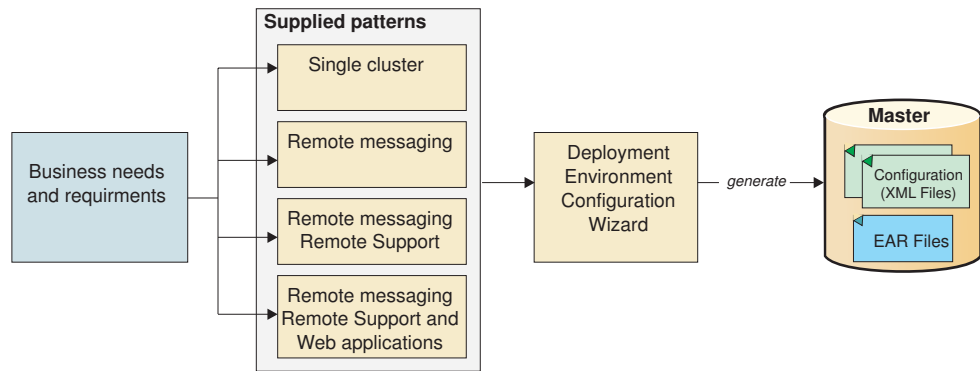 Supplied patterns
Single cluster
Remote messaging
Remote messaging
Remote Support
Remote messaging
Remote Support and
Web applications
Business needs
and requirments
Deployment
Environment
Configuration
Wizard
generate
Master
Configuration
(XML Files)
EAR Files